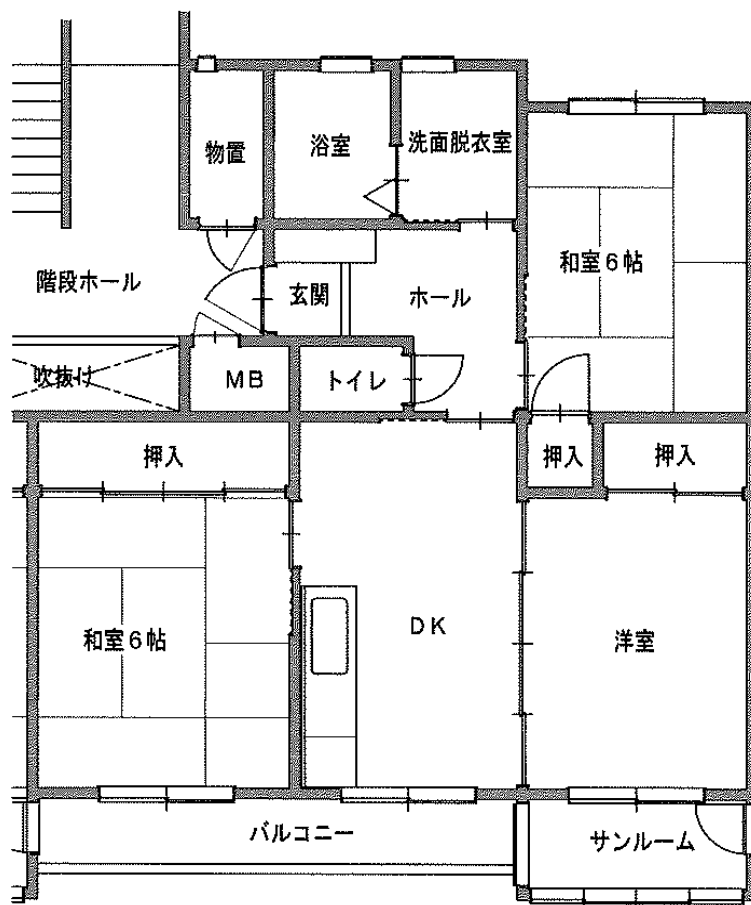 物置
浴室
洗面脱衣室
和室6帖
階段ホール
玄関
ホール
吹抜付
MB
トイレ
押入
押入
押入
和室6帖
DK
洋室
バルコニー
サンルーム